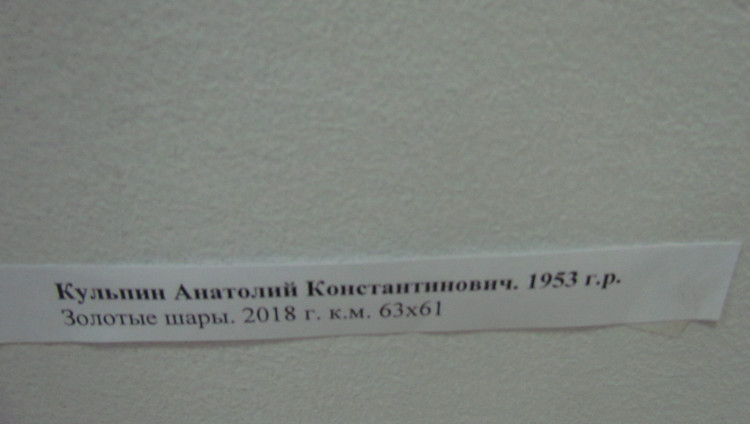 Кульпин Анатолий Константинович. 1953 г.р.
Золотые шары. 2018 г. к.м. 63х61